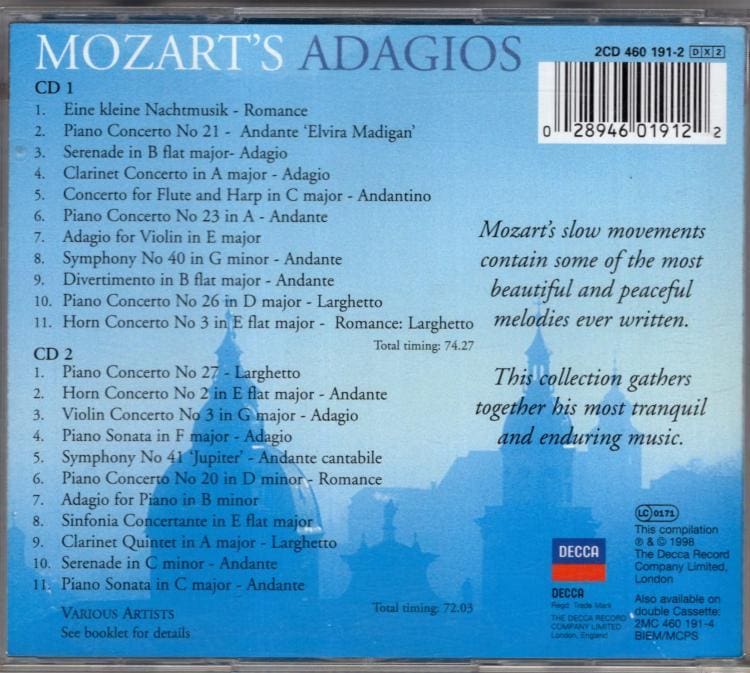 MOZART'S ADAGIOS
2CD 460 191-2 DX2
0 28946 01912 2
CD 1
1. Eine kleine Nachtmusik - Romance
2. Piano Concerto No 21 - Andante 'Elvira Madigan'
3. Serenade in B flat major- Adagio
4. Clarinet Concerto in A major - Adagio
5. Concerto for Flute and Harp in C major - Andantino
6. Piano Concerto No 23 in A - Andante
7. Adagio for Violin in E major
8. Symphony No 40 in G minor - Andante
9. Divertimento in B flat major - Andante
10. Piano Concerto No 26 in D major - Larghetto
11. Horn Concerto No 3 in E flat major - Romance: Larghetto
Total timing: 74.27
CD 2
1. Piano Concerto No 27 - Larghetto
2. Horn Concerto No 2 in E flat major - Andante
3. Violin Concerto No 3 in G major - Adagio
4. Piano Sonata in F major - Adagio
5. Symphony No 41 'Jupiter' - Andante cantabile
6. Piano Concerto No 20 in D minor - Romance
7. Adagio for Piano in B minor
8. Sinfonia Concertante in E flat major
9. Clarinet Quintet in A major - Larghetto
10. Serenade in C minor - Andante
11. Piano Sonata in C major - Andante
Total timing: 72.03
VARIOUS ARTISTS
See booklet for details
Mozart's slow movements
contain some of the most
beautiful and peaceful
melodies ever written.
This collection gathers
together his most tranquil
and enduring music.
DECCA
DECCA
Regd. Trade Mark
THE DECCA RECORD
COMPANY LIMITED
London, England
LC 0171
This compilation
℗ & © 1998
The Decca Record
Company Limited,
London
Also available on
double Cassette:
2MC 460 191-4
BIEM/MCPS